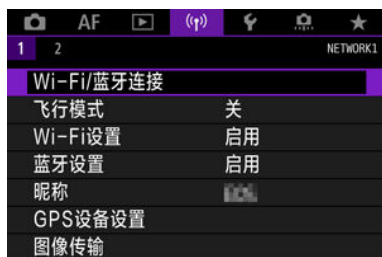 AF
1 2 NETWORK1
Wi-Fi/蓝牙连接
飞行模式 关
Wi-Fi设置 启用
蓝牙设置 启用
昵称
GPS设备设置
图像传输